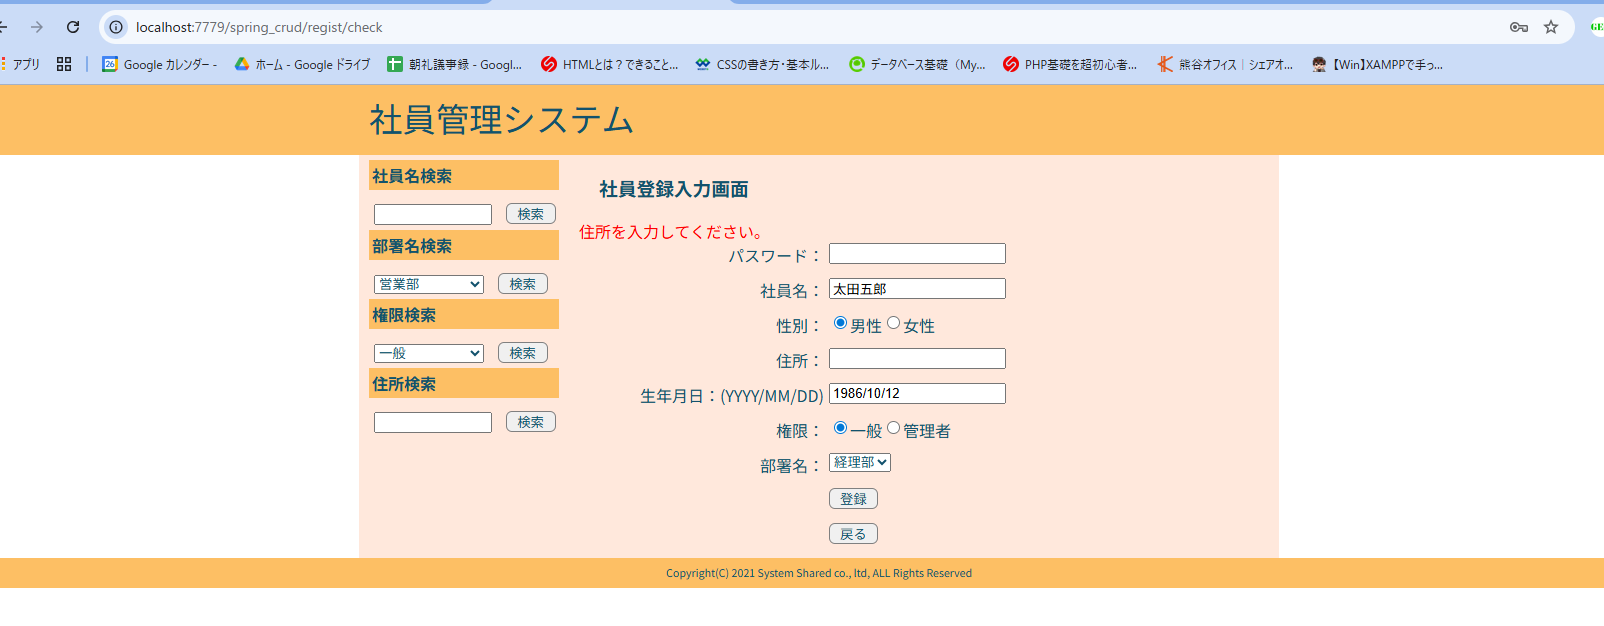 localhost:7779/spring_crud/regist/check
アプリ
Google カレンダー -
ホーム - Google ドライブ
朝礼議事録 - Googl...
HTMLとは？できること...
CSSの書き方・基本ル...
データベース基礎（My...
PHP基礎を超初心者...
熊谷オフィス｜シェアオ...
【Win】XAMPPで手っ...
社員管理システム
社員名検索
検索
部署名検索
営業部
検索
権限検索
一般
検索
住所検索
検索
社員登録入力画面
住所を入力してください。
パスワード：
社員名： 太田五郎
性別： 男性 女性
住所：
生年月日：(YYYY/MM/DD) 1986/10/12
権限： 一般 管理者
部署名： 経理部
登録
戻る
Copyright(C) 2021 System Shared co., ltd, ALL Rights Reserved